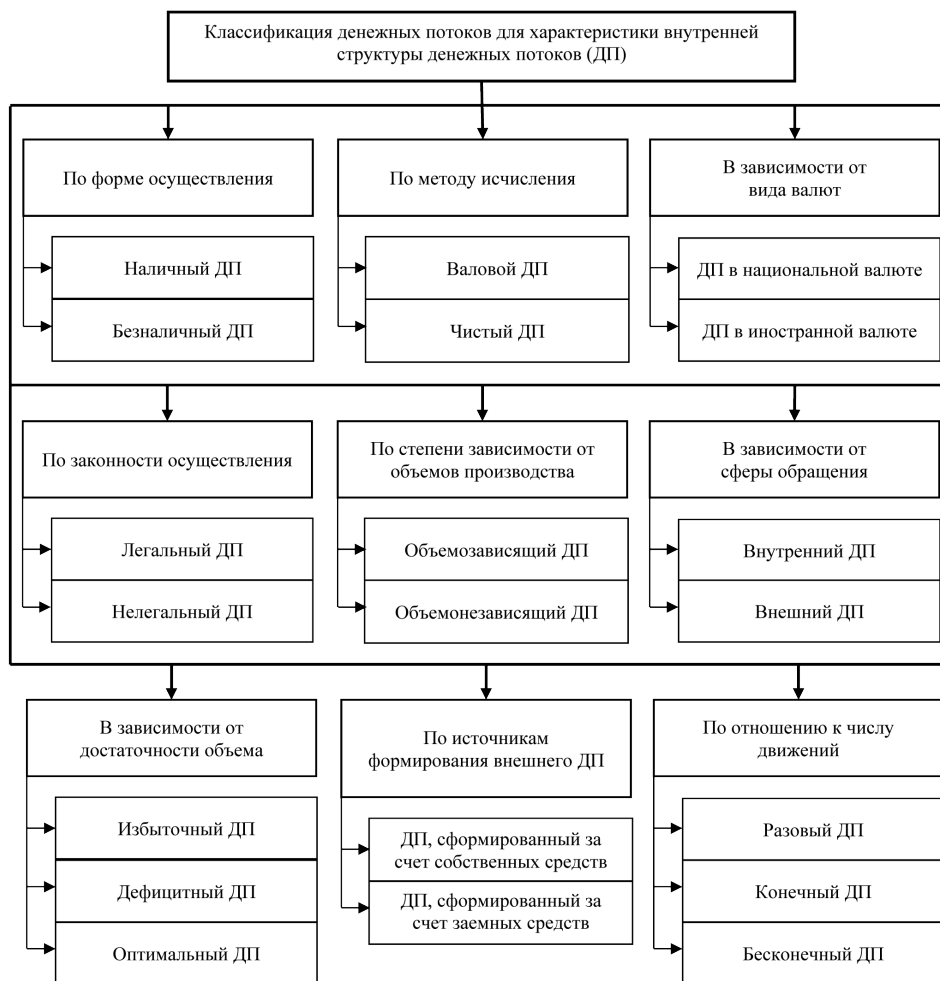 Классификация денежных потоков для характеристики внутренней
структуры денежных потоков (ДП)
По форме осуществления
Наличный ДП
Безналичный ДП
По методу исчисления
Валовой ДП
Чистый ДП
В зависимости от
вида валют
ДП в национальной валюте
ДП в иностранной валюте
По законности осуществления
Легальный ДП
Нелегальный ДП
По степени зависимости от
объемов производства
Объемозависящий ДП
Объемонезависящий ДП
В зависимости от
сферы обращения
Внутренний ДП
Внешний ДП
В зависимости от
достаточности объема
Избыточный ДП
Дефицитный ДП
Оптимальный ДП
По источникам
формирования внешнего ДП
ДП, сформированный за
счет собственных средств
ДП, сформированный за
счет заемных средств
По отношению к числу
движений
Разовый ДП
Конечный ДП
Бесконечный ДП